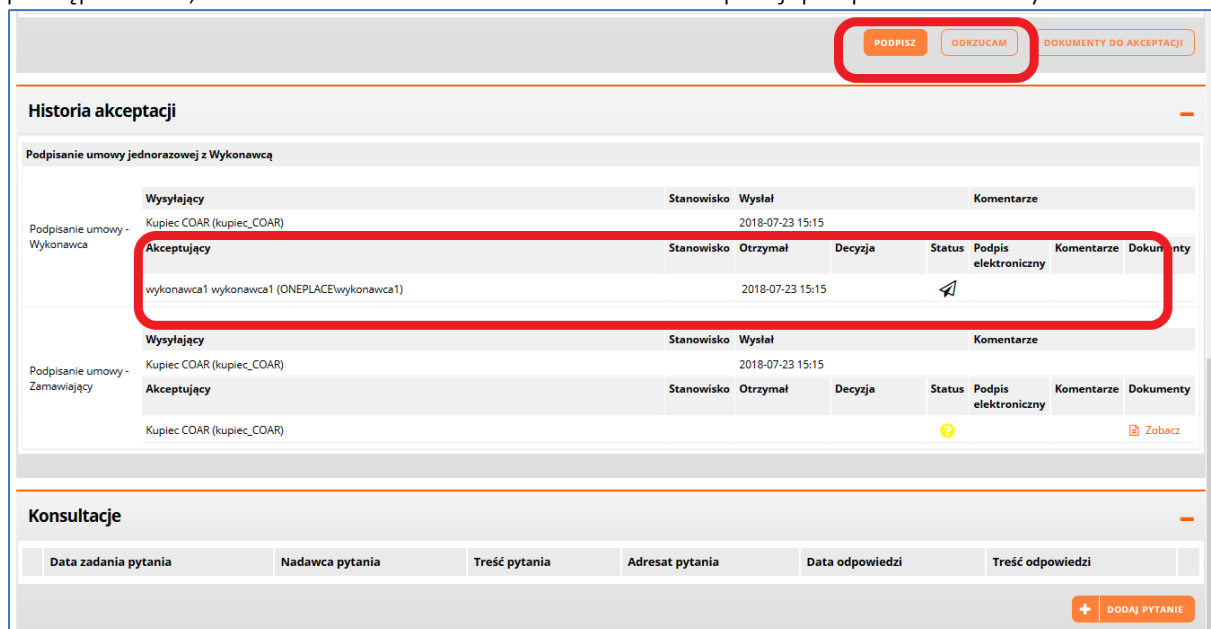 PODPISZ ODRZUCAM DOKUMENTY DO AKCEPTACJI
Historia akceptacji
Podpisanie umowy jednorazowej z Wykonawcą
Wysyłający Stanowisko Wysłał Komentarze
Podpisanie umowy - Wykonawca
Kupiec COAR (kupiec_COAR) 2018-07-23 15:15
Akceptujący Stanowisko Otrzymał Decyzja Status Podpis elektroniczny Komentarze Dokumenty
wykonawca1 wykonawca1 (ONEPLACE\wykonawca1) 2018-07-23 15:15
Wysyłający Stanowisko Wysłał Komentarze
Podpisanie umowy - Zamawiający
Kupiec COAR (kupiec_COAR) 2018-07-23 15:15
Akceptujący Stanowisko Otrzymał Decyzja Status Podpis elektroniczny Komentarze Dokumenty
Kupiec COAR (kupiec_COAR) Zobacz
Konsultacje
Data zadania pytania Nadawca pytania Treść pytania Adresat pytania Data odpowiedzi Treść odpowiedzi
DODAJ PYTANIE